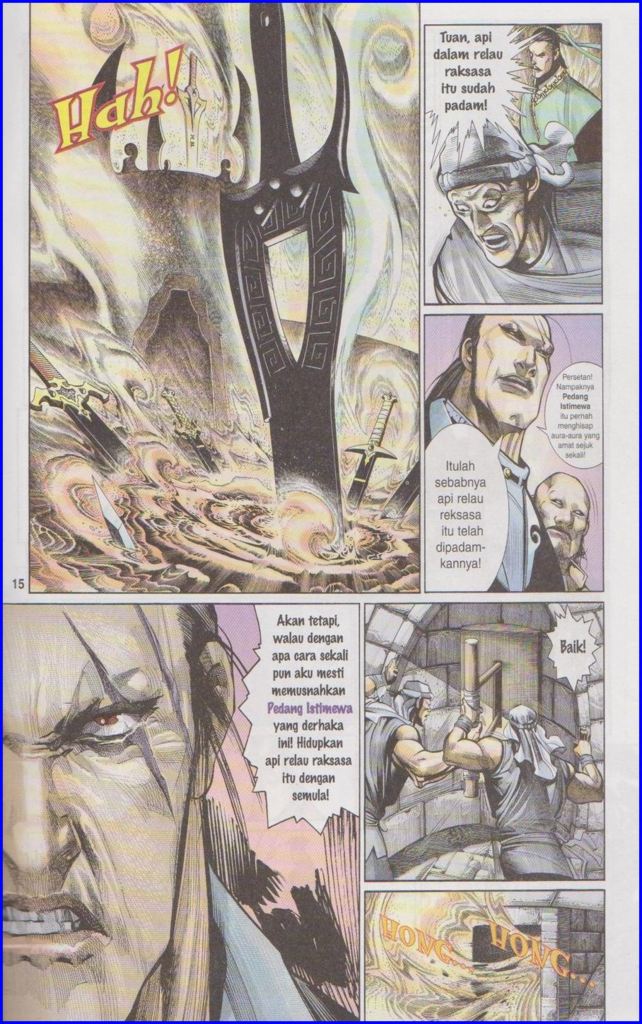 Hah!
Tuan, api
dalam relau
raksasa
itu sudah
padam!
Persetan!
Nampaknya
Pedang
Istimewa
itu pernah
menghisap
aura-aura yang
amat sejuk
sekali!
Itulah
sebabnya
api relau
reksasa
itu telah
dipadam-
kannya!
15
Akan tetapi,
walau dengan
apa cara sekali
pun aku mesti
memusnahkan
Pedang Istimewa
yang derhaka
ini! Hidupkan
api relau raksasa
itu dengan
semula!
Baik!
HONG... HONG...